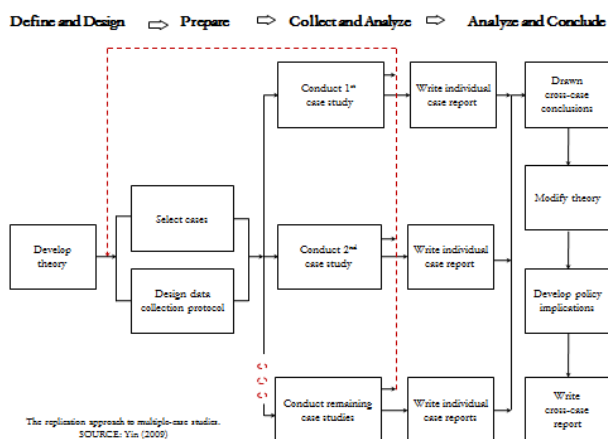 Define and Design ⇨ Prepare ⇨ Collect and Analyze ⇨ Analyze and Conclude
Conduct 1st
case study
Write individual
case report
Drawn
cross-case
conclusions
Select cases
Modify theory
Develop
theory
Conduct 2nd
case study
Write individual
case report
Design data
collection protocol
Develop policy
implications
Conduct remaining
case studies
Write individual
case reports
Write
cross-case
report
The replication approach to multiple-case studies.
SOURCE: Yin (2009)